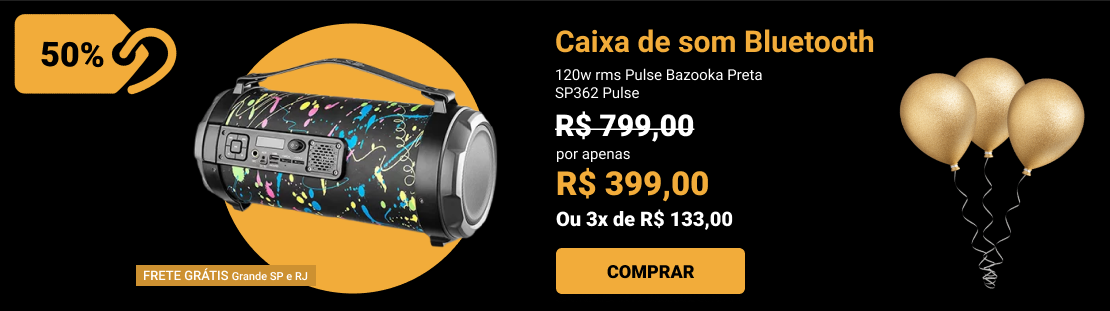 50%
Caixa de som Bluetooth
120w rms Pulse Bazooka Preta
SP362 Pulse
R$ 799,00
por apenas
R$ 399,00
Ou 3x de R$ 133,00
FRETE GRÁTIS Grande SP e RJ
COMPRAR